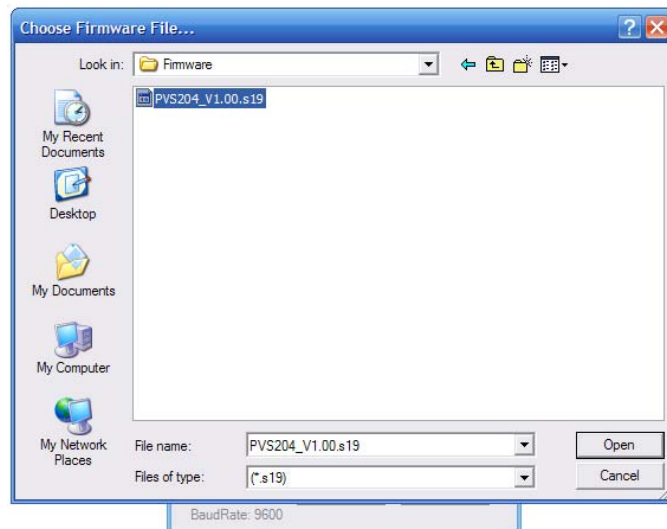 Choose Firmware File...
Look in: Firmware
PVS204_V1.00.s19
My Recent
Documents
Desktop
My Documents
My Computer
My Network
Places
File name: PVS204_V1.00.s19 Open
Files of type: (*.s19) Cancel
BaudRate: 9600